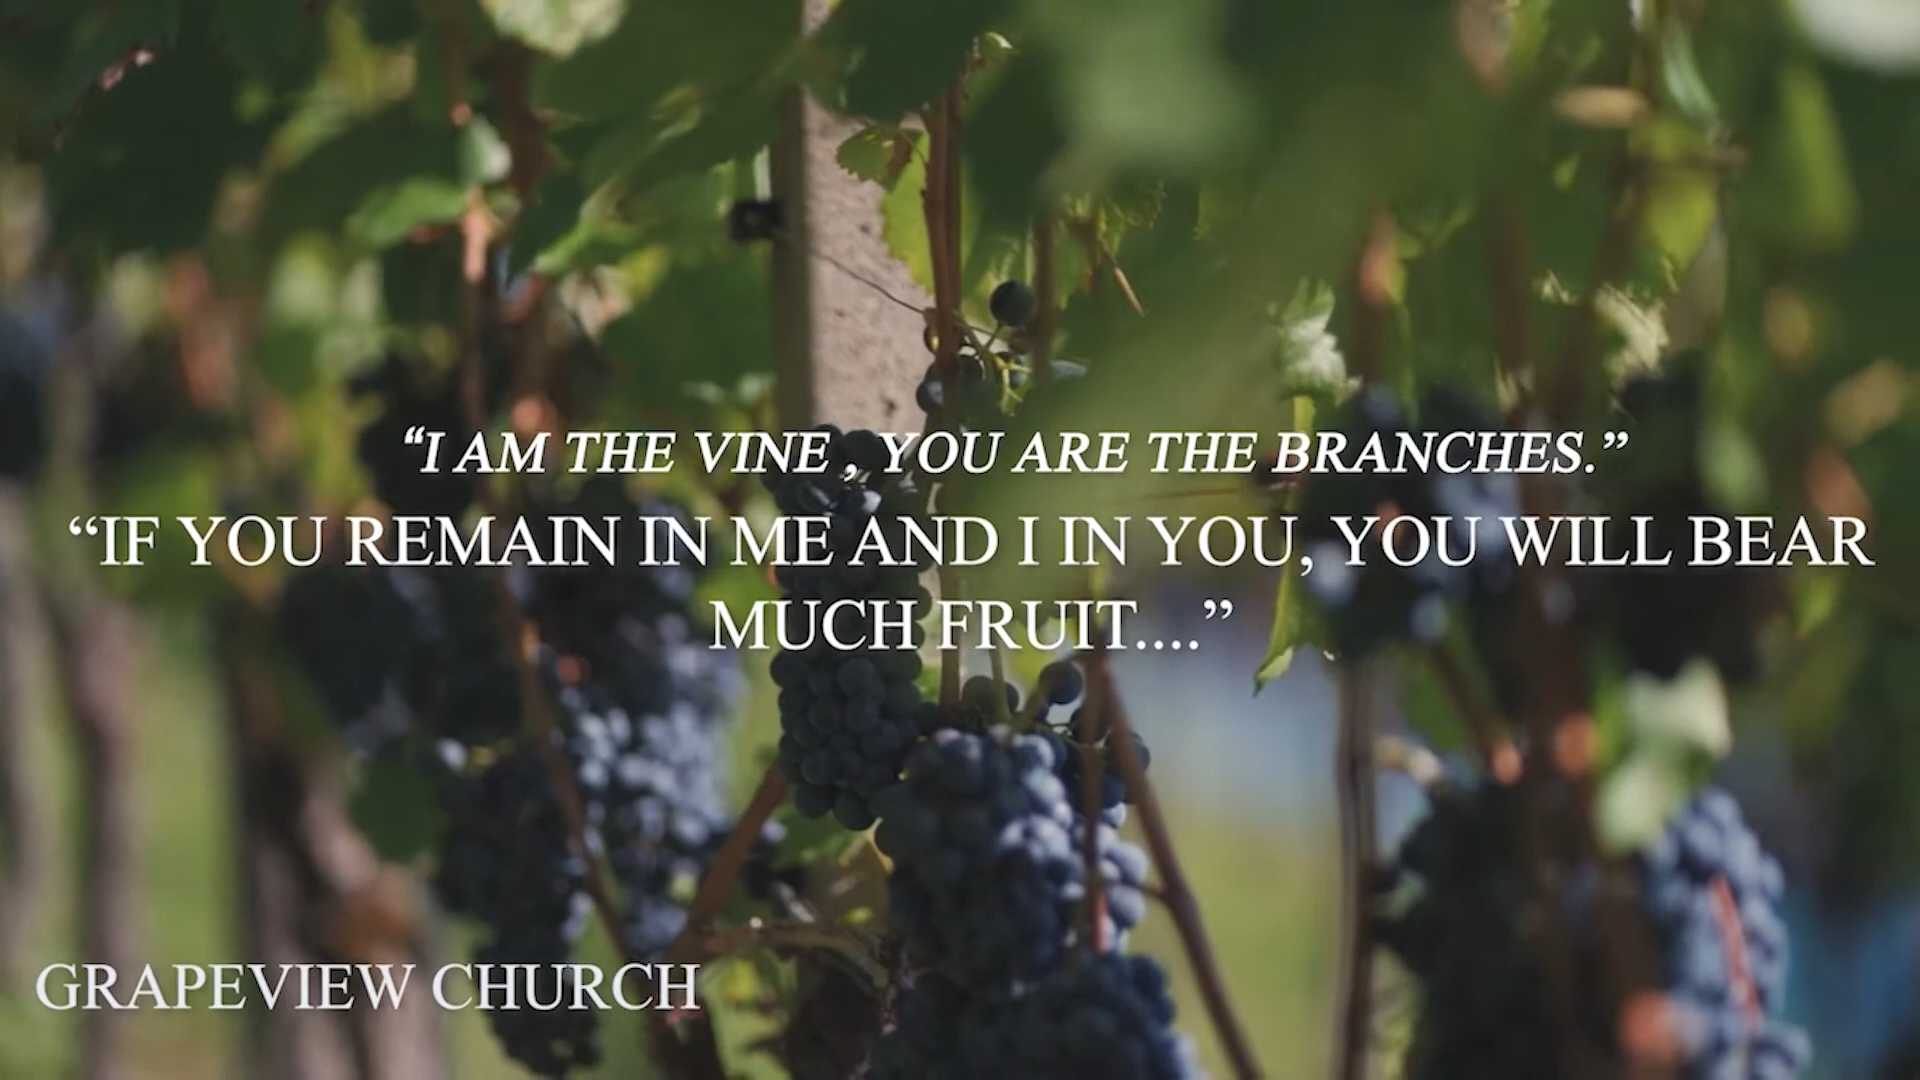 “I AM THE VINE , YOU ARE THE BRANCHES.”
“IF YOU REMAIN IN ME AND I IN YOU, YOU WILL BEAR
MUCH FRUIT....”
GRAPEVIEW CHURCH